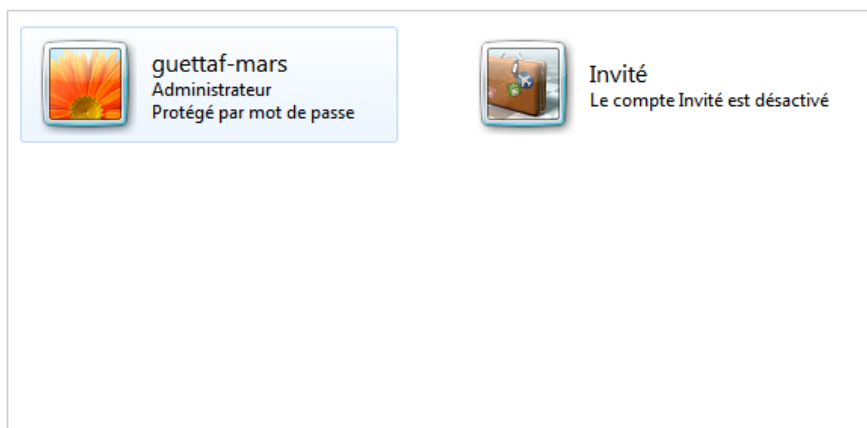 guettaf-mars
Administrateur
Protégé par mot de passe
Invité
Le compte Invité est désactivé